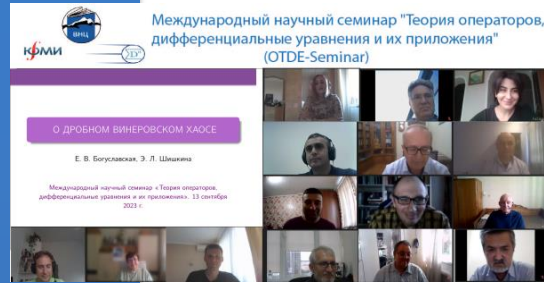 Международный научный семинар "Теория операторов,
дифференциальные уравнения и их приложения"
(OTDE-Seminar)
ВНЦ
О ДРОБНОМ ВИНЕРОВСКОМ ХАОСЕ
Е. В. Богуславская, Э. Л. Шишкина
Международный научный семинар «Теория операторов,
дифференциальные уравнения и их приложения». 13 сентября
2023 г.